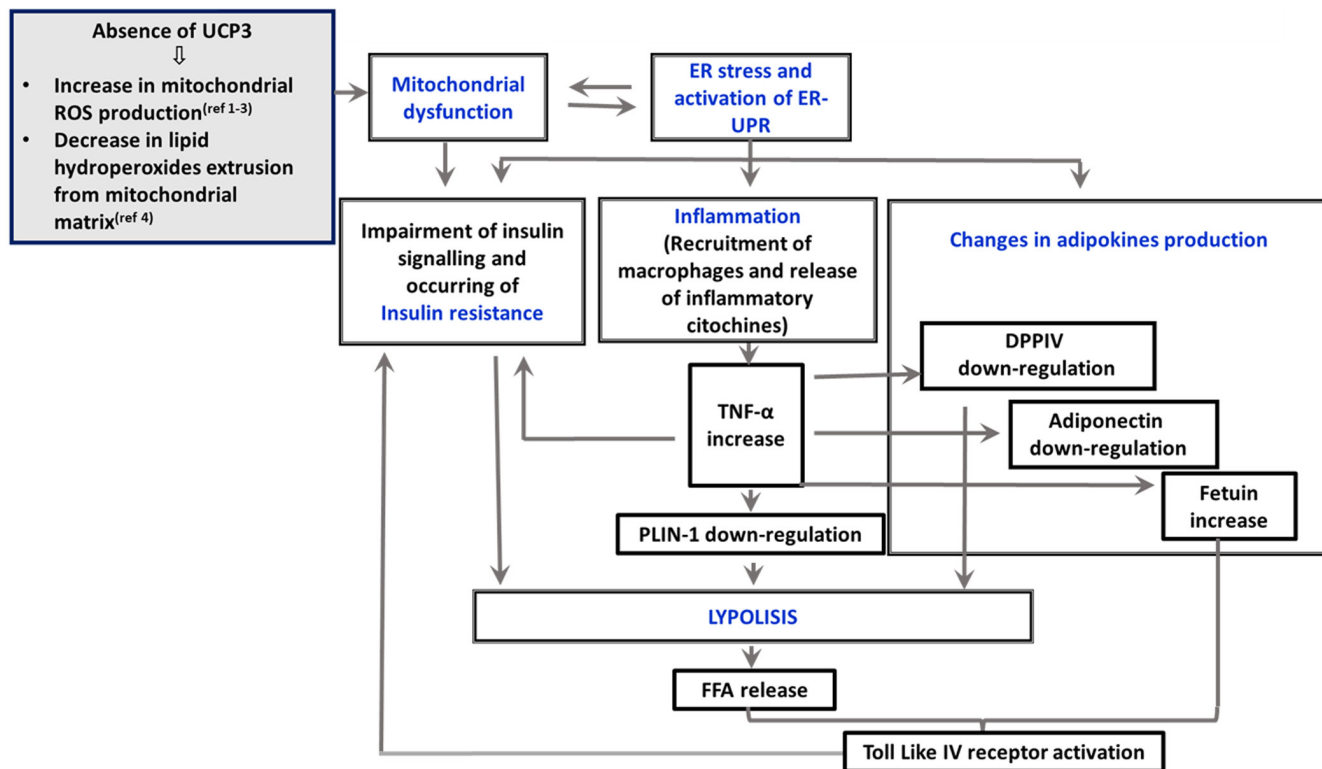 Absence of UCP3
⇩
• Increase in mitochondrial
ROS production(ref 1-3)
• Decrease in lipid
hydroperoxides extrusion
from mitochondrial
matrix(ref 4)
Mitochondrial
dysfunction
ER stress and
activation of ER-
UPR
Impairment of insulin
signalling and
occurring of
Insulin resistance
Inflammation
(Recruitment of
macrophages and release
of inflammatory
citochines)
Changes in adipokines production
DPPIV
down-regulation
TNF-α
increase
Adiponectin
down-regulation
Fetuin
increase
PLIN-1 down-regulation
LYPOLISIS
FFA release
Toll Like IV receptor activation